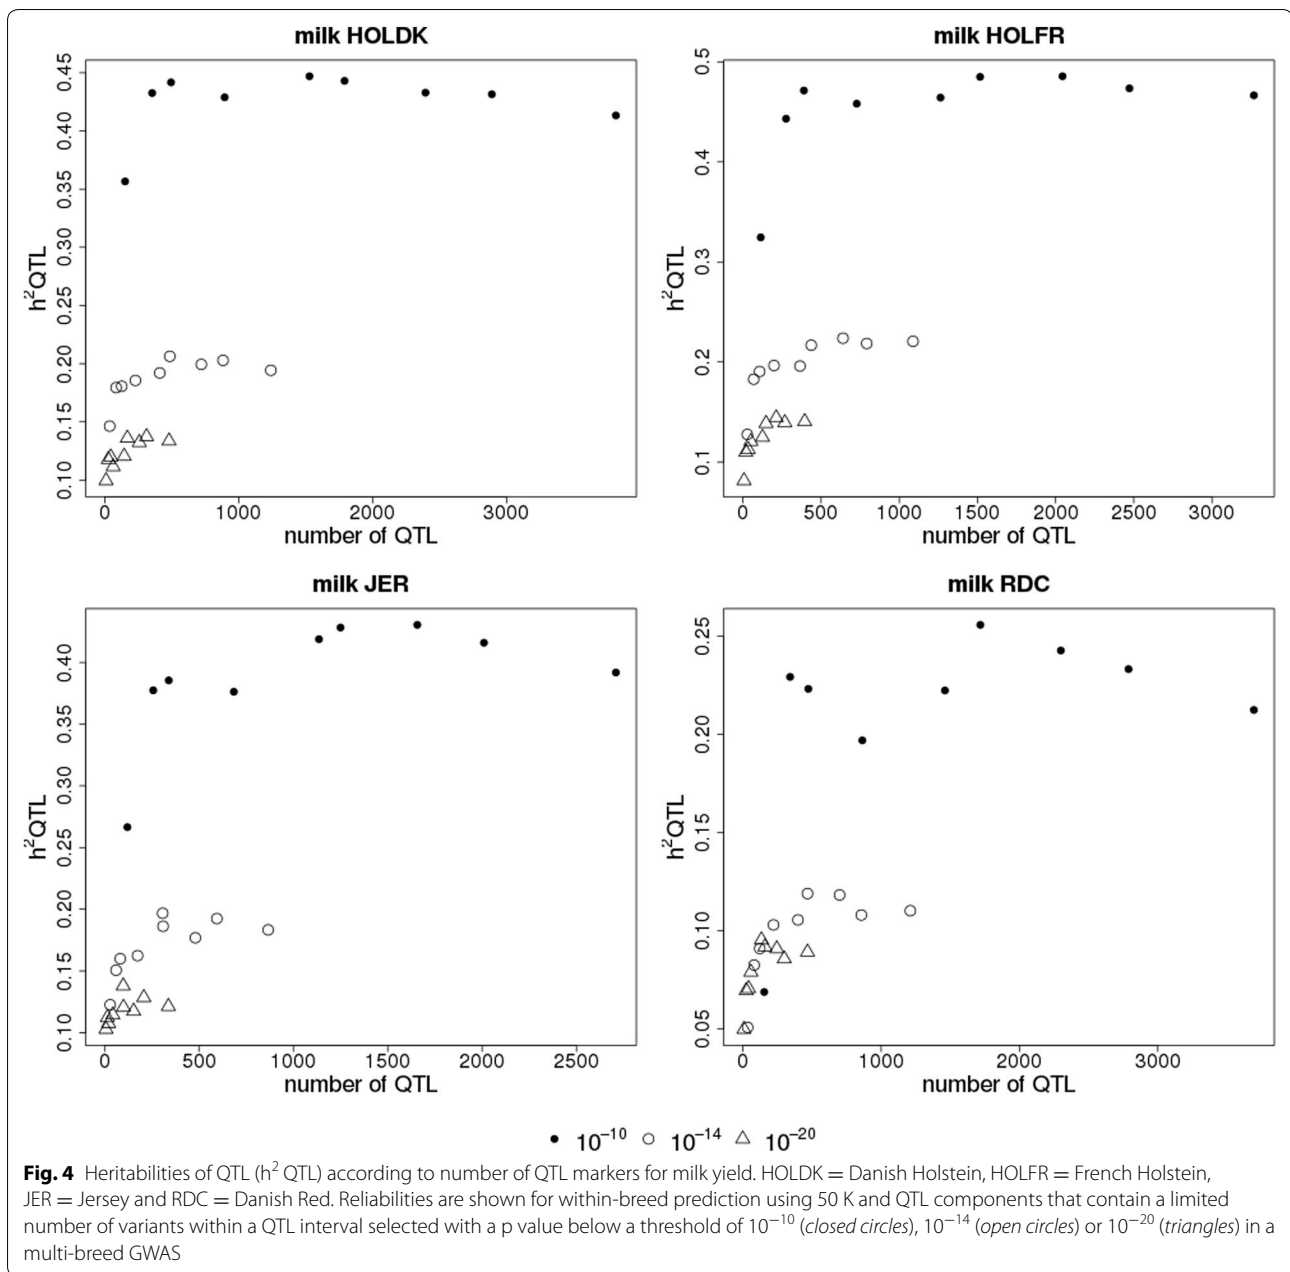 milk HOLDK
h²QTL
0.10 0.15 0.20 0.25 0.30 0.35 0.40 0.45
0 1000 2000 3000
number of QTL
milk HOLFR
h²QTL
0.1 0.2 0.3 0.4 0.5
0 500 1000 1500 2000 2500 3000
number of QTL
milk JER
h²QTL
0.10 0.15 0.20 0.25 0.30 0.35 0.40
0 500 1000 1500 2000 2500
number of QTL
milk RDC
h²QTL
0.05 0.10 0.15 0.20 0.25
0 1000 2000 3000
number of QTL
● 10⁻¹⁰ ○ 10⁻¹⁴ △ 10⁻²⁰
Fig. 4 Heritabilities of QTL (h² QTL) according to number of QTL markers for milk yield. HOLDK = Danish Holstein, HOLFR = French Holstein,
JER = Jersey and RDC = Danish Red. Reliabilities are shown for within-breed prediction using 50 K and QTL components that contain a limited
number of variants within a QTL interval selected with a p value below a threshold of 10⁻¹⁰ (closed circles), 10⁻¹⁴ (open circles) or 10⁻²⁰ (triangles) in a
multi-breed GWAS